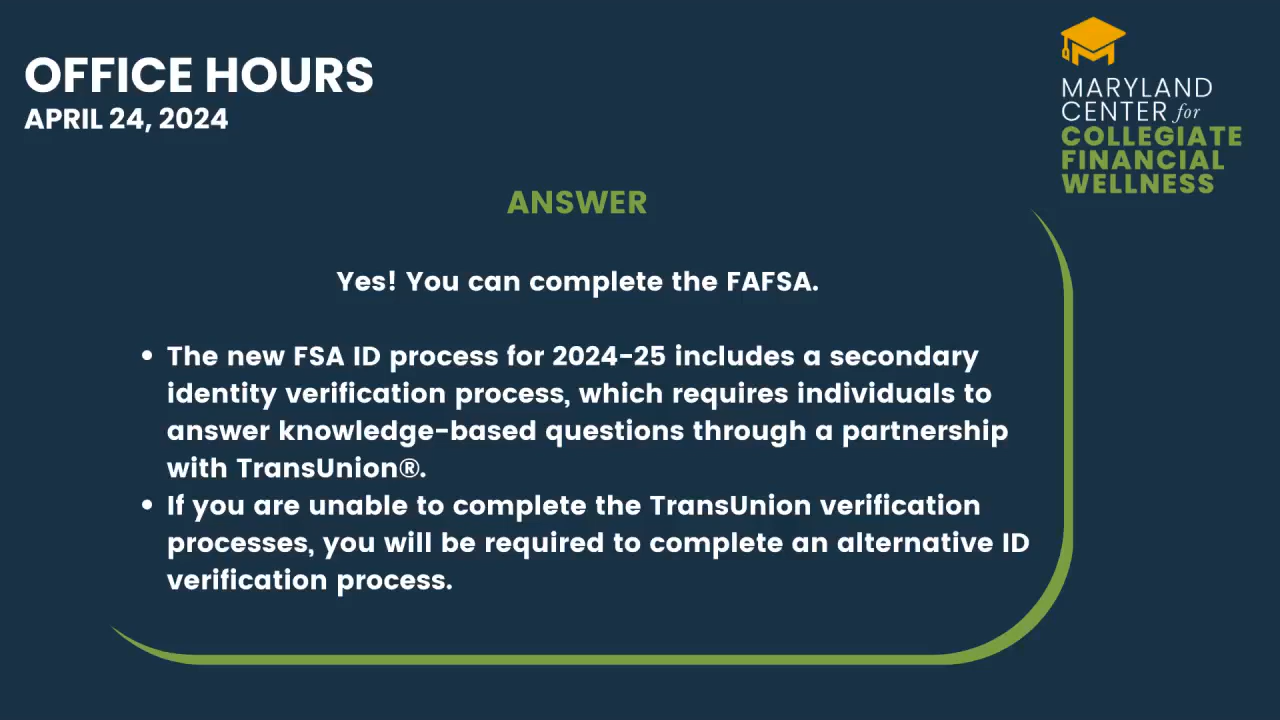 OFFICE HOURS
APRIL 24, 2024
MARYLAND
CENTER for
COLLEGIATE
FINANCIAL
WELLNESS
ANSWER
Yes! You can complete the FAFSA.
• The new FSA ID process for 2024-25 includes a secondary
identity verification process, which requires individuals to
answer knowledge-based questions through a partnership
with TransUnion®.
• If you are unable to complete the TransUnion verification
processes, you will be required to complete an alternative ID
verification process.